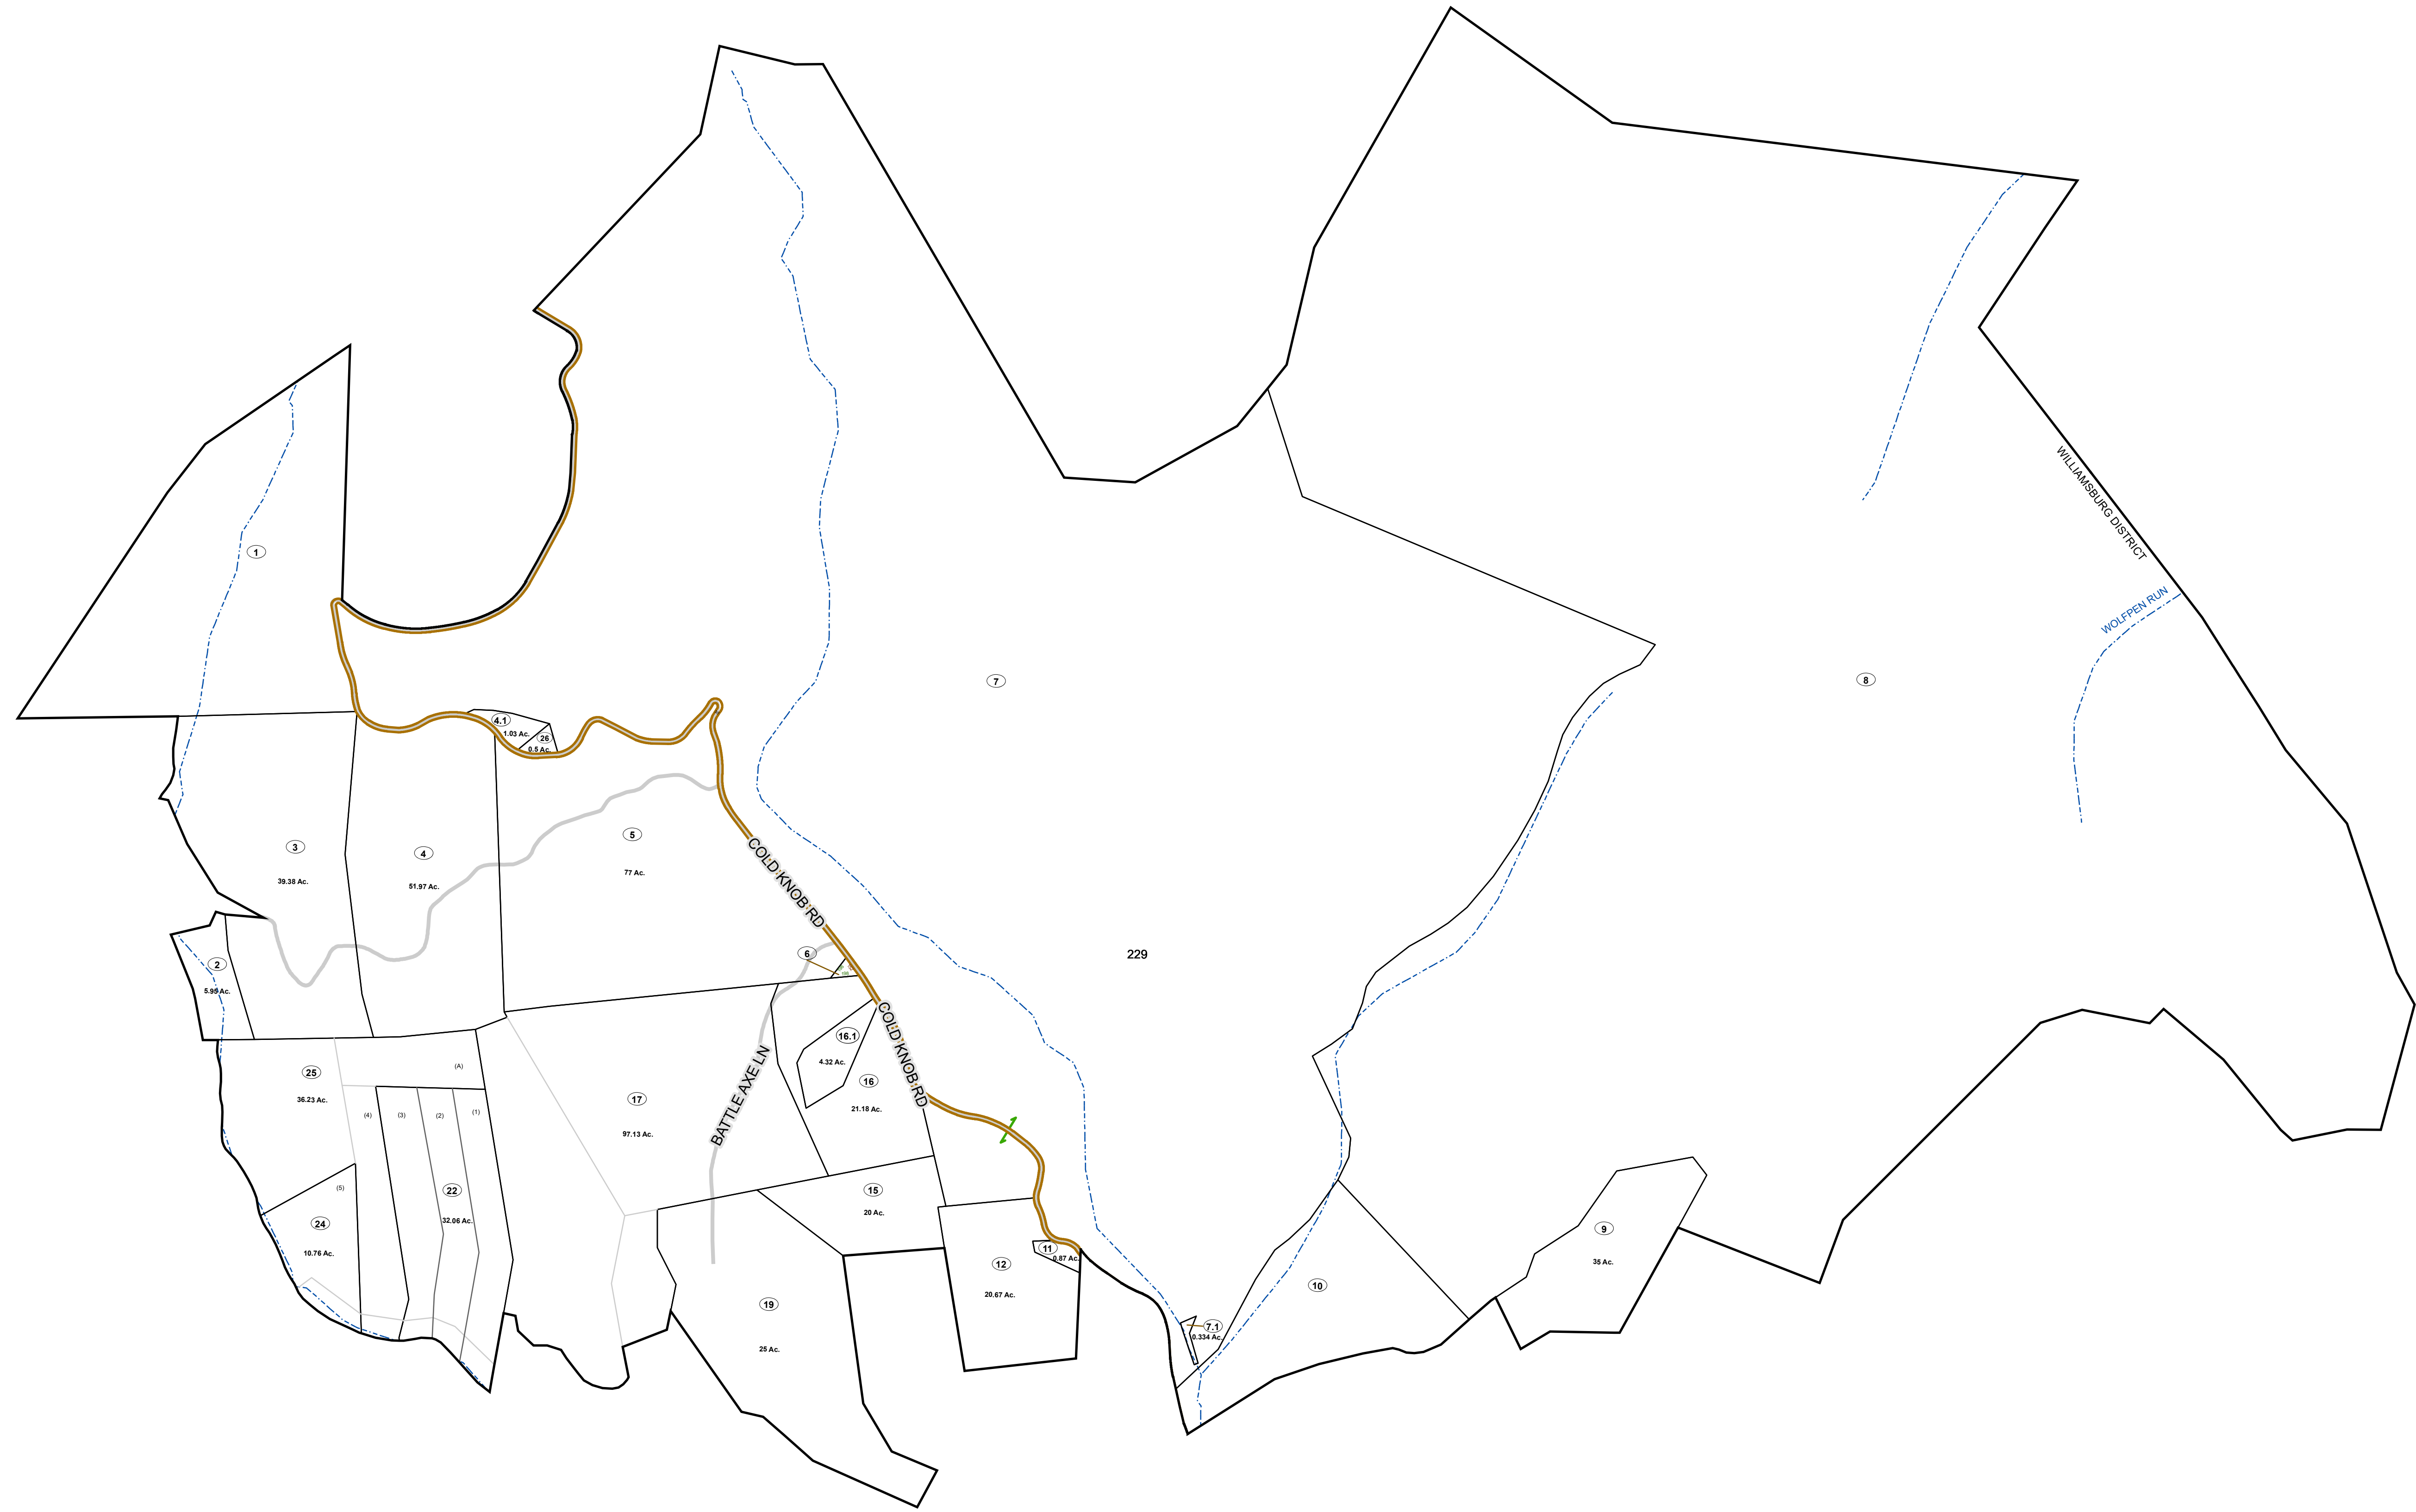 WILLIAMSBURG DISTRICT
1
WOLFPEN RUN
7
8
4.1
1.03 Ac.
26
0.5 Ac.
5
77 Ac.
3
39.38 Ac.
4
51.97 Ac.
COLD KNOB RD
6
229
2
5.95 Ac.
COLD KNOB RD
16.1
4.32 Ac.
(A)
25
36.23 Ac.
16
21.18 Ac.
BATTLE AXE LN
17
97.13 Ac.
(4)
(3)
(2)
(1)
(5)
22
32.06 Ac.
15
20 Ac.
24
10.76 Ac.
9
35 Ac.
11
0.87 Ac.
12
20.67 Ac.
10
19
25 Ac.
7.1
0.334 Ac.